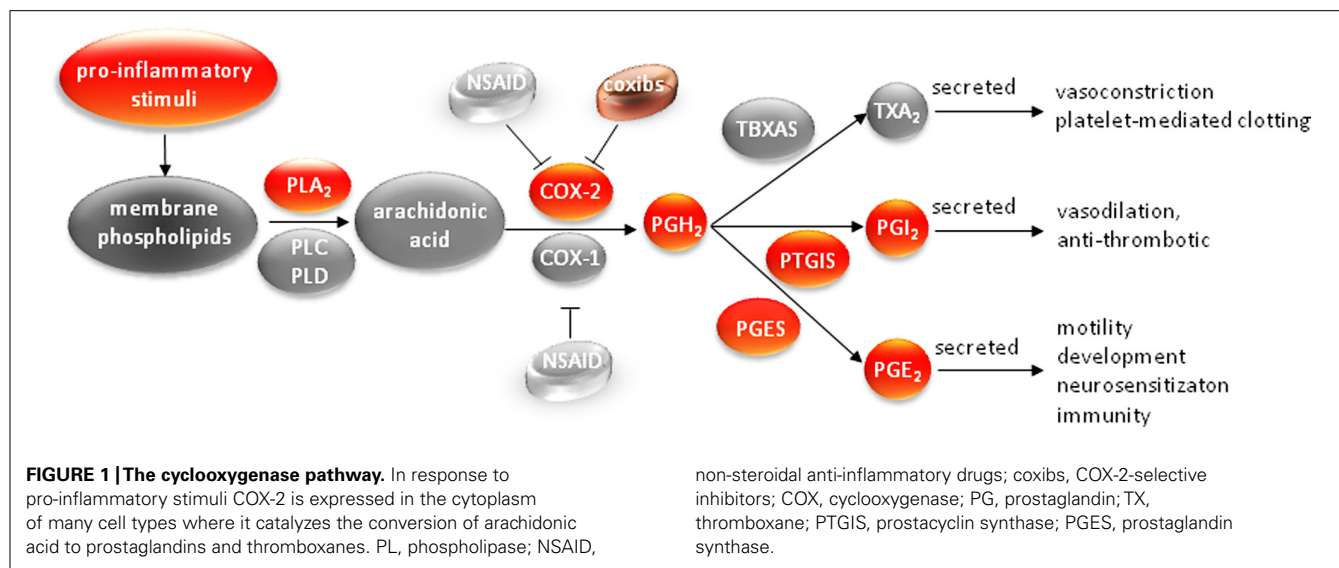 pro-inflammatory
stimuli
membrane
phospholipids
PLA₂
PLC
PLD
arachidonic
acid
NSAID
coxibs
COX-2
COX-1
NSAID
PGH₂
TBXAS
PTGIS
PGES
TXA₂
secreted
vasoconstriction
platelet-mediated clotting
PGI₂
secreted
vasodilation,
anti-thrombotic
PGE₂
secreted
motility
development
neurosensitizaton
immunity
FIGURE 1 | The cyclooxygenase pathway. In response to
pro-inflammatory stimuli COX-2 is expressed in the cytoplasm
of many cell types where it catalyzes the conversion of arachidonic
acid to prostaglandins and thromboxanes. PL, phospholipase; NSAID,
non-steroidal anti-inflammatory drugs; coxibs, COX-2-selective
inhibitors; COX, cyclooxygenase; PG, prostaglandin; TX,
thromboxane; PTGIS, prostacyclin synthase; PGES, prostaglandin
synthase.